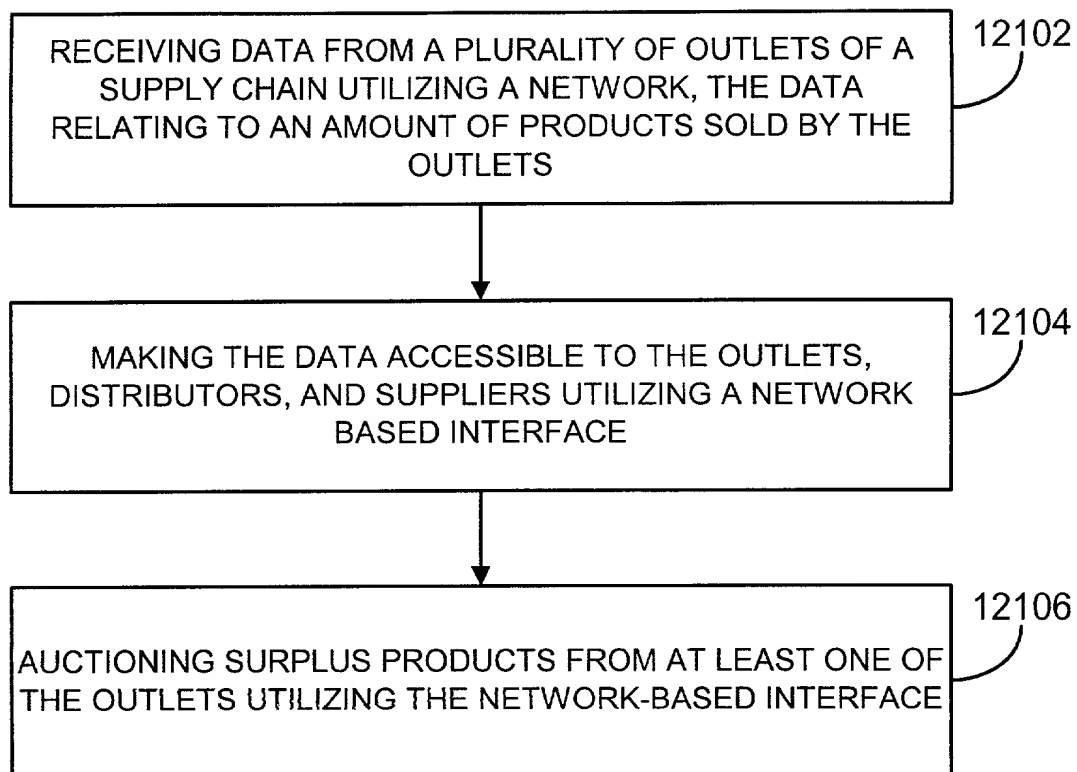 RECEIVING DATA FROM A PLURALITY OF OUTLETS OF A
SUPPLY CHAIN UTILIZING A NETWORK, THE DATA
RELATING TO AN AMOUNT OF PRODUCTS SOLD BY THE
OUTLETS
12102
MAKING THE DATA ACCESSIBLE TO THE OUTLETS,
DISTRIBUTORS, AND SUPPLIERS UTILIZING A NETWORK
BASED INTERFACE
12104
AUCTIONING SURPLUS PRODUCTS FROM AT LEAST ONE OF
THE OUTLETS UTILIZING THE NETWORK-BASED INTERFACE
12106